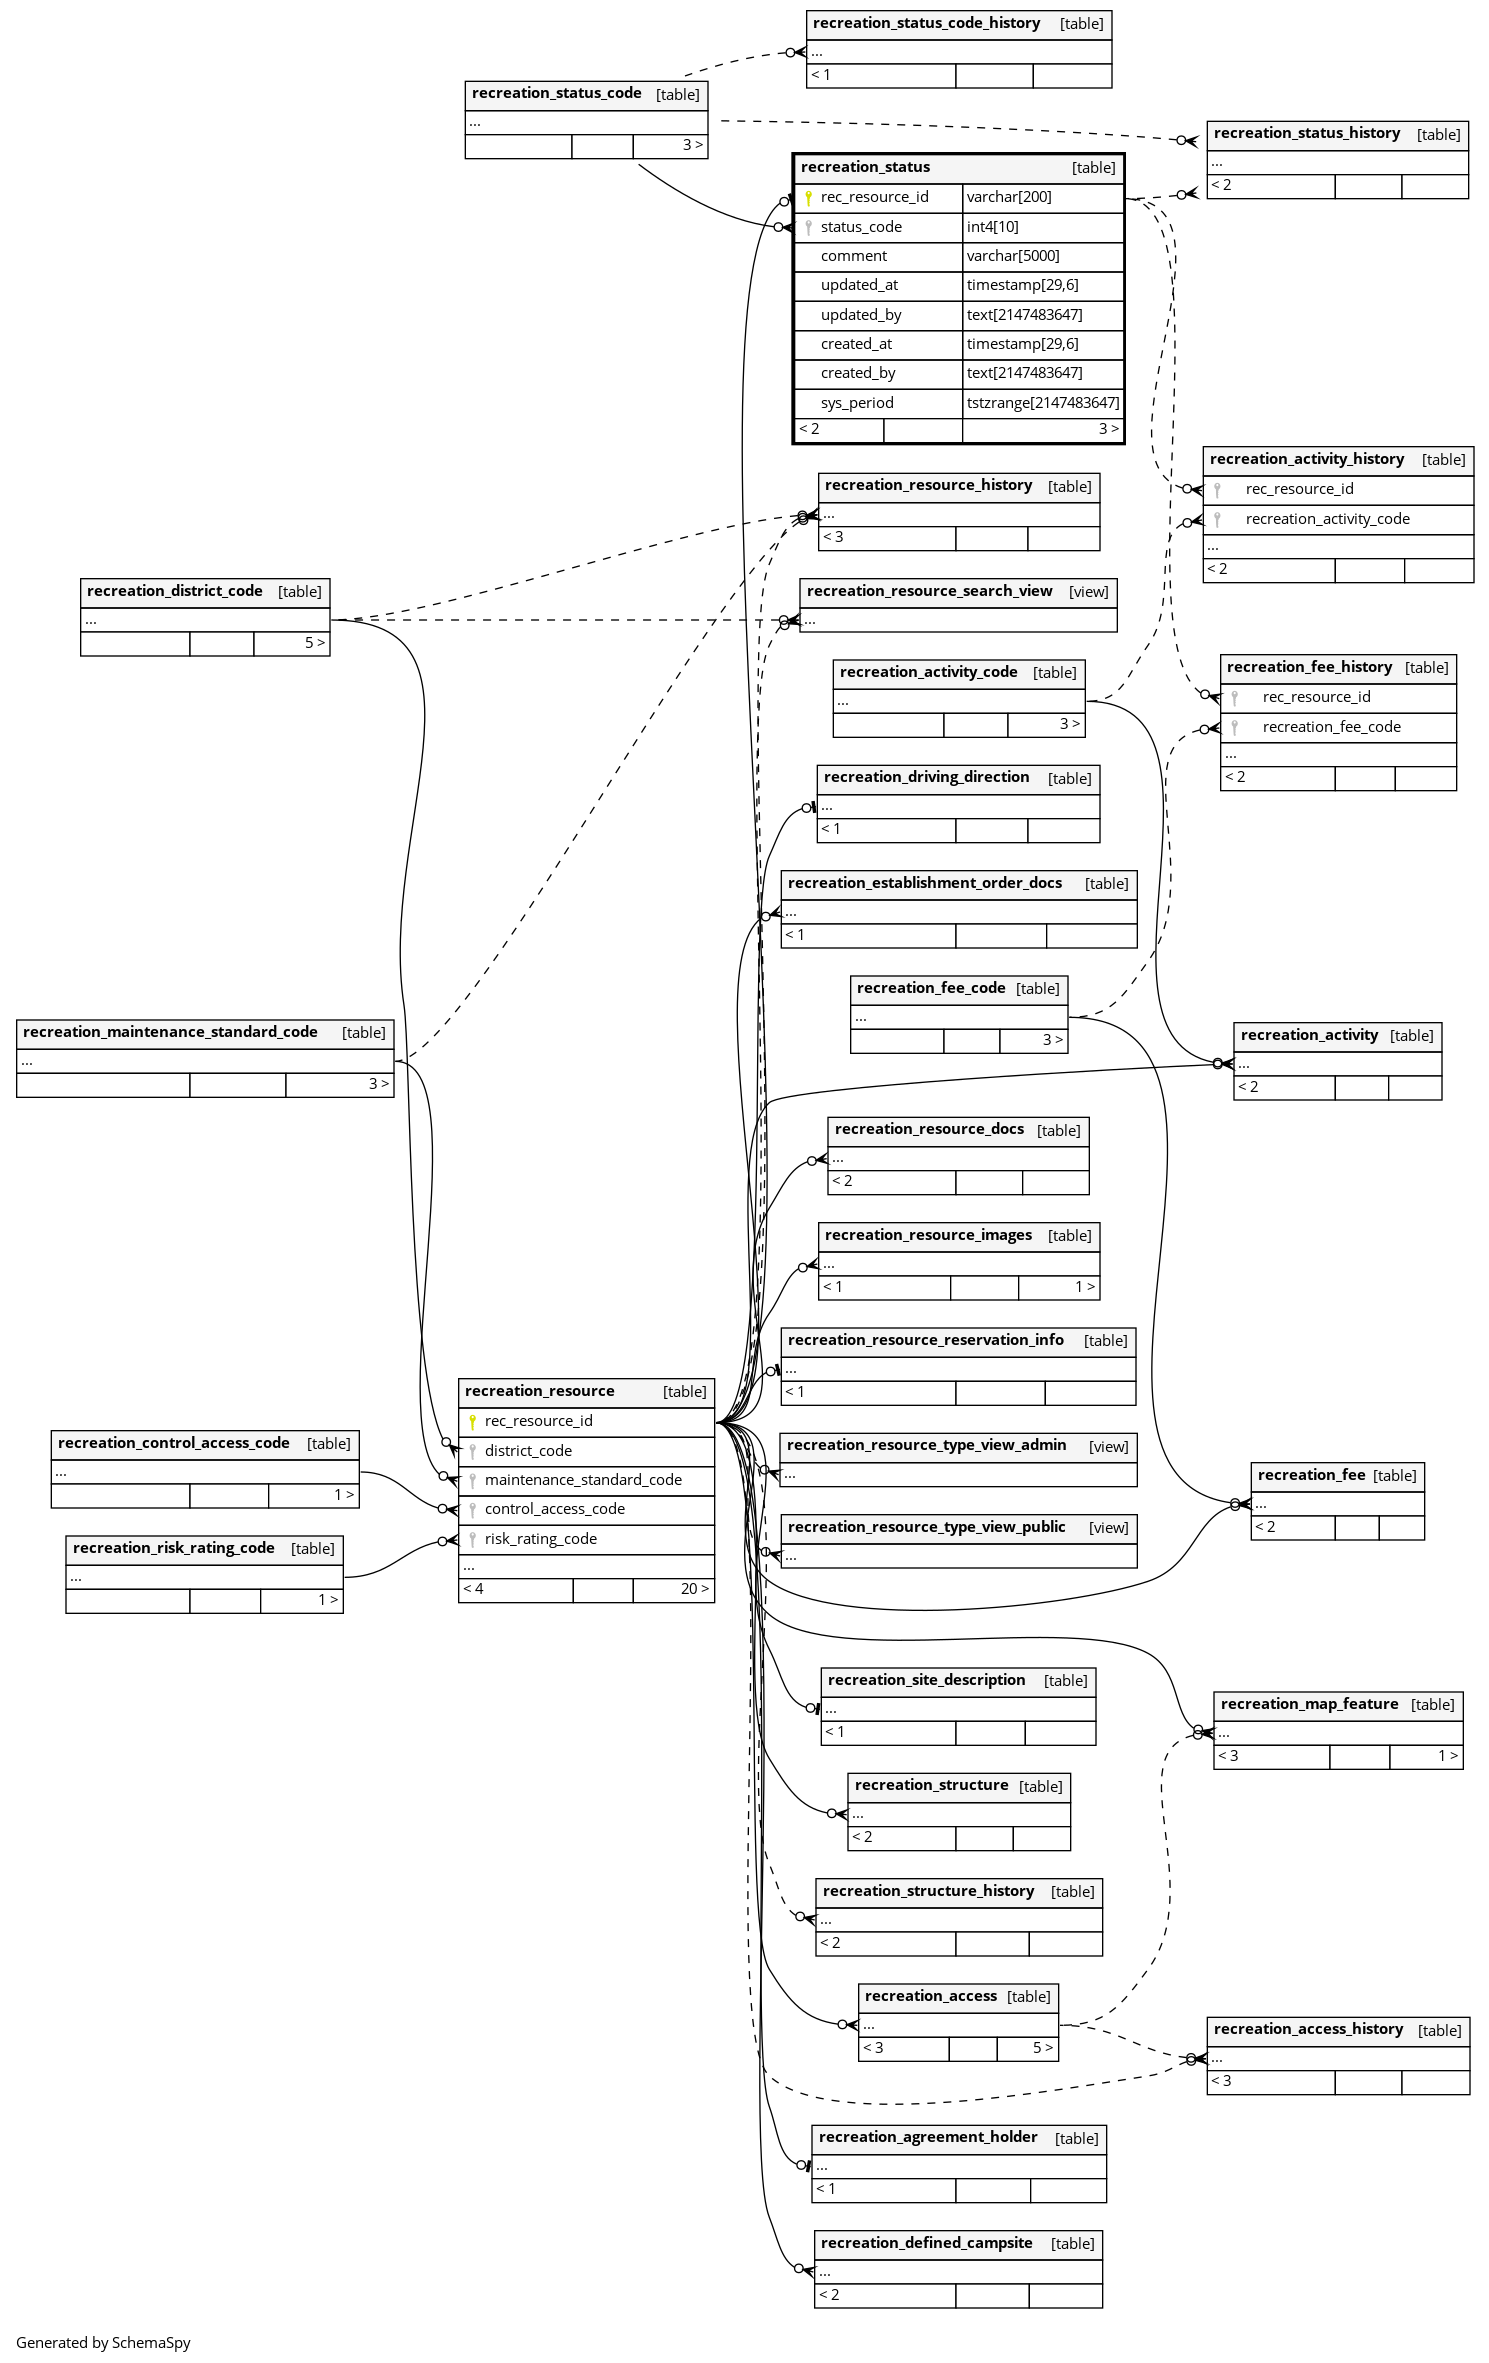 recreation_status_code_history [table]
...
< 1
recreation_status_code [table]
...
3 >
recreation_status_history [table]
...
< 2
recreation_status [table]
rec_resource_id varchar[200]
status_code int4[10]
comment varchar[5000]
updated_at timestamp[29,6]
updated_by text[2147483647]
created_at timestamp[29,6]
created_by text[2147483647]
sys_period tstzrange[2147483647]
< 2 3 >
recreation_activity_history [table]
rec_resource_id
recreation_activity_code
...
< 2
recreation_resource_history [table]
...
< 3
recreation_district_code [table]
...
5 >
recreation_resource_search_view [view]
...
recreation_activity_code [table]
...
3 >
recreation_fee_history [table]
rec_resource_id
recreation_fee_code
...
< 2
recreation_driving_direction [table]
...
< 1
recreation_establishment_order_docs [table]
...
< 1
recreation_fee_code [table]
...
3 >
recreation_maintenance_standard_code [table]
...
3 >
recreation_activity [table]
...
< 2
recreation_resource_docs [table]
...
< 2
recreation_resource_images [table]
...
< 1 1 >
recreation_resource_reservation_info [table]
...
< 1
recreation_resource [table]
rec_resource_id
district_code
maintenance_standard_code
control_access_code
risk_rating_code
...
< 4 20 >
recreation_control_access_code [table]
...
1 >
recreation_risk_rating_code [table]
...
1 >
recreation_resource_type_view_admin [view]
...
recreation_resource_type_view_public [view]
...
recreation_fee [table]
...
< 2
recreation_site_description [table]
...
< 1
recreation_map_feature [table]
...
< 3 1 >
recreation_structure [table]
...
< 2
recreation_structure_history [table]
...
< 2
recreation_access [table]
...
< 3 5 >
recreation_access_history [table]
...
< 3
recreation_agreement_holder [table]
...
< 1
recreation_defined_campsite [table]
...
< 2
Generated by SchemaSpy